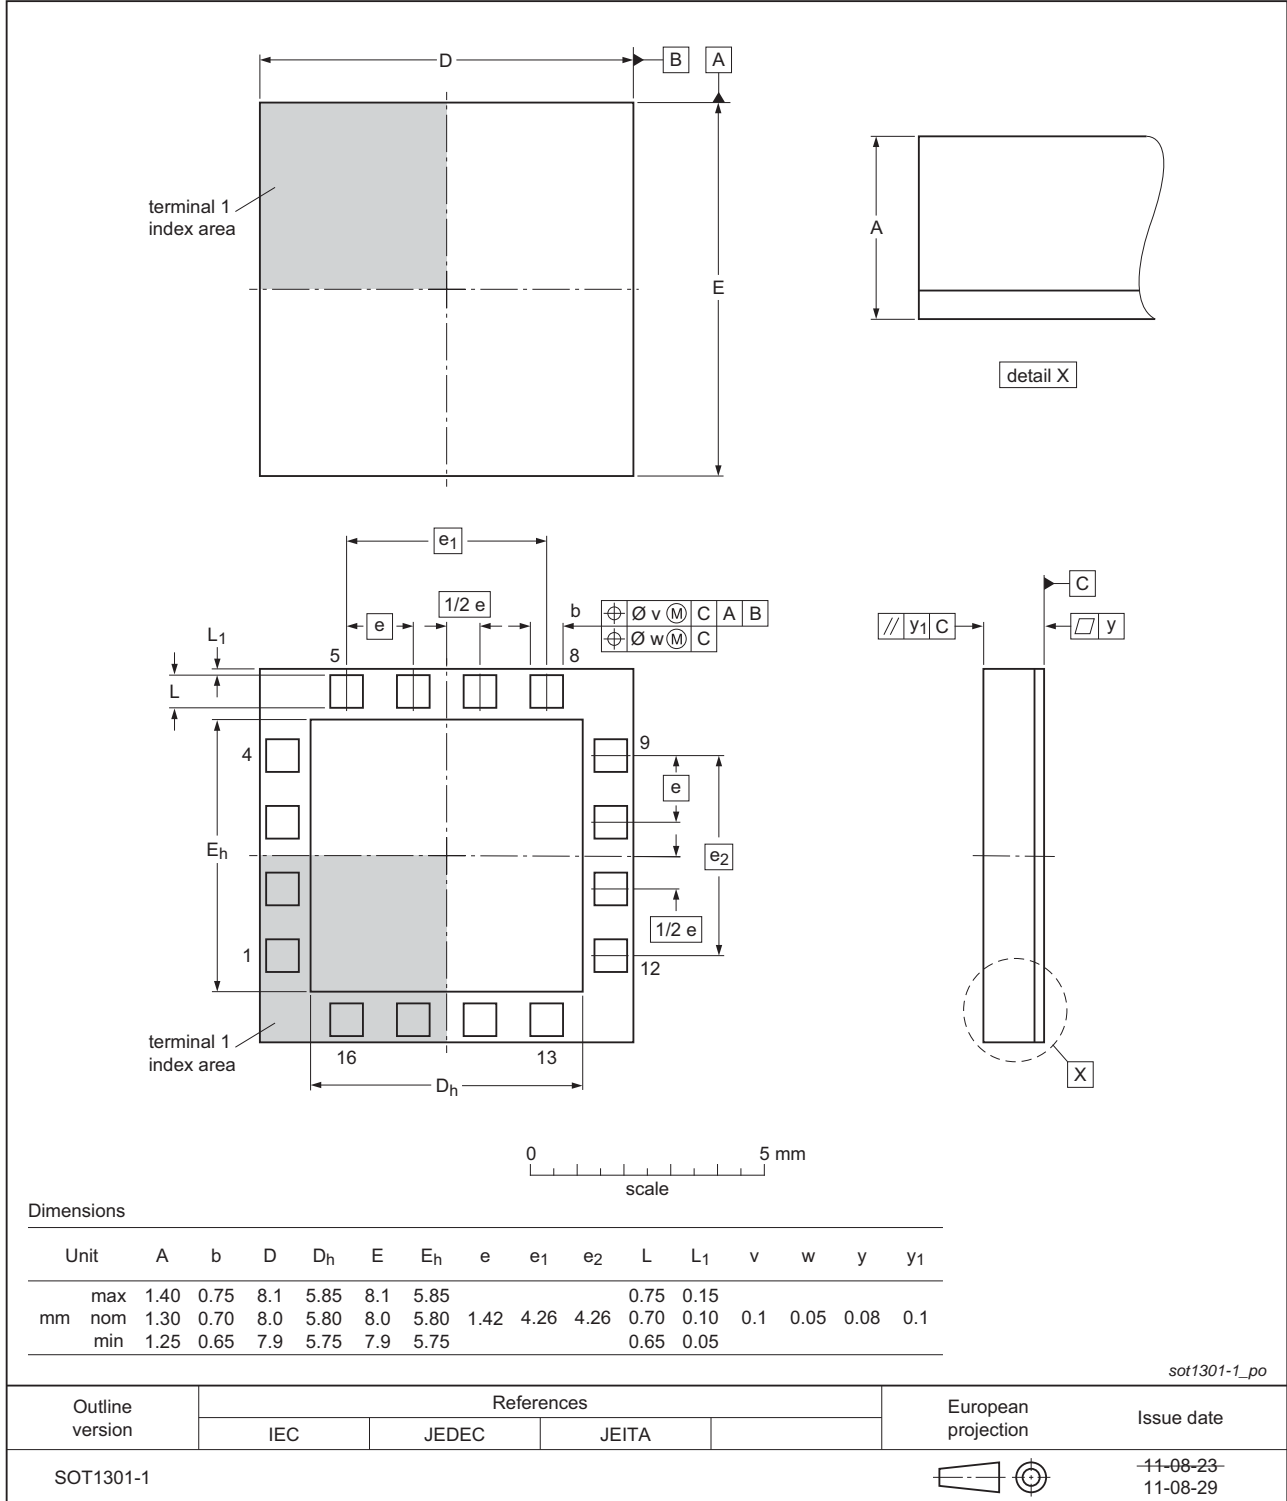 D
B
A
terminal 1
index area
E
A
detail X
e1
1/2 e
e
b
Ø v M C A B
Ø w M C
L1
5
8
L
C
// y1 C
y
4
9
e
Eh
e2
1/2 e
1
12
terminal 1
index area
16
13
Dh
X
0
5 mm
scale
Dimensions
Unit A b D Dh E Eh e e1 e2 L L1 v w y y1
max 1.40 0.75 8.1 5.85 8.1 5.85 0.75 0.15
mm nom 1.30 0.70 8.0 5.80 8.0 5.80 1.42 4.26 4.26 0.70 0.10 0.1 0.05 0.08 0.1
min 1.25 0.65 7.9 5.75 7.9 5.75 0.65 0.05
sot1301-1_po
Outline
version
References
IEC JEDEC JEITA
European
projection
Issue date
SOT1301-1
11-08-23
11-08-29